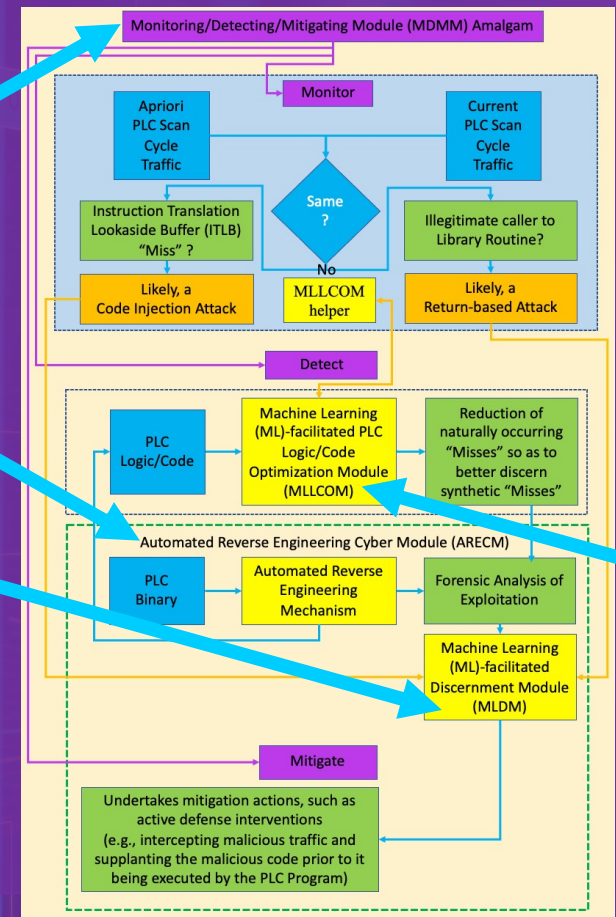 Monitoring/Detecting/Mitigating Module (MDMM) Amalgam
Monitor
Apriori
PLC Scan
Cycle
Traffic
Current
PLC Scan
Cycle
Traffic
Same
?
Instruction Translation
Lookaside Buffer (ITLB)
"Miss" ?
Illegitimate caller to
Library Routine?
No
Likely, a
Code Injection Attack
MLLCOM
helper
Likely, a
Return-based Attack
Detect
PLC
Logic/Code
Machine Learning
(ML)-facilitated PLC
Logic/Code
Optimization Module
(MLLCOM)
Reduction of
naturally occurring
"Misses" so as to
better discern
synthetic "Misses"
Automated Reverse Engineering Cyber Module (ARECM)
PLC
Binary
Automated Reverse
Engineering
Mechanism
Forensic Analysis of
Exploitation
Machine Learning
(ML)-facilitated
Discernment Module
(MLDM)
Mitigate
Undertakes mitigation actions, such as
active defense interventions
(e.g., intercepting malicious traffic and
supplanting the malicious code prior to it
being executed by the PLC Program)